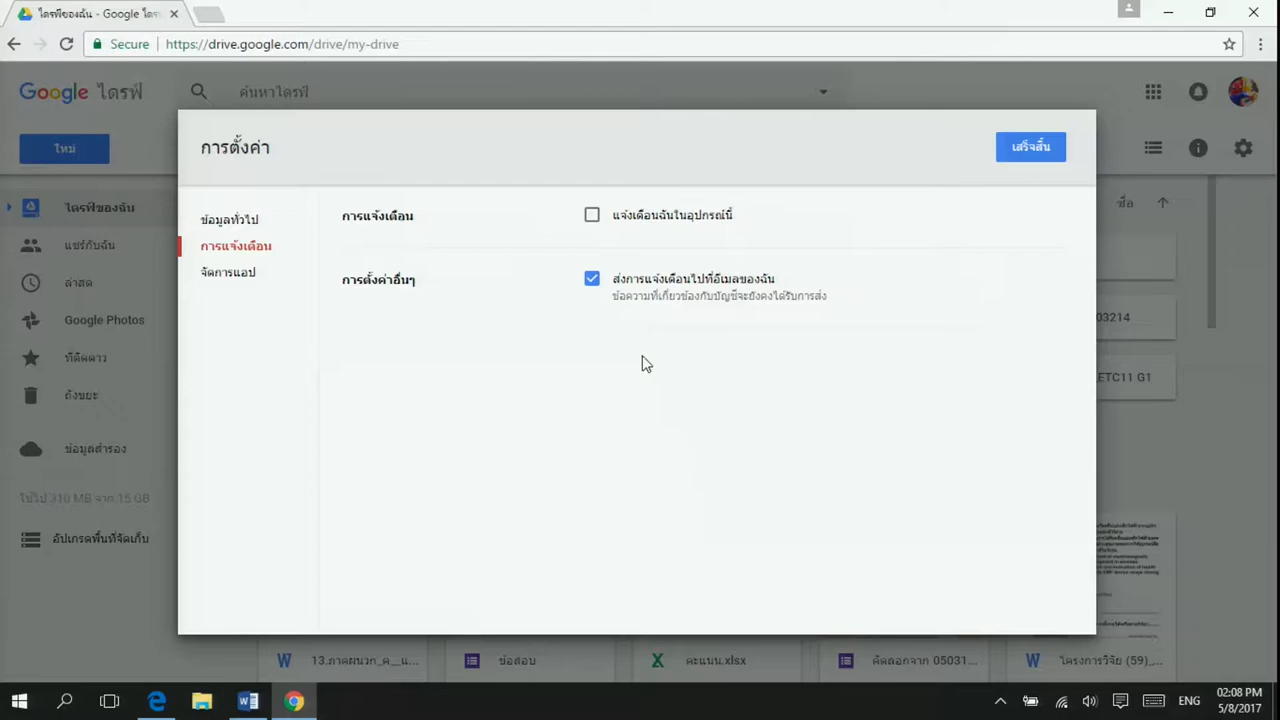 ไดรฟ์ของฉัน - Google ไดร
Secure
https://drive.google.com/drive/my-drive
Google ไดรฟ์
ค้นหาไดรฟ์
ใหม่
การตั้งค่า
เสร็จสิ้น
ไดรฟ์ของฉัน
แชร์กับฉัน
ล่าสุด
Google Photos
ที่ติดดาว
ถังขยะ
ข้อมูลสำรอง
ใช้ไป 310 MB จาก 15 GB
อัปเกรดพื้นที่จัดเก็บ
ข้อมูลทั่วไป
การแจ้งเตือน
จัดการแอป
การแจ้งเตือน
แจ้งเตือนฉันในอุปกรณ์นี้
การตั้งค่าอื่นๆ
ส่งการแจ้งเตือนไปที่อีเมลของฉัน
ข้อความที่เกี่ยวข้องกับบัญชีจะยังคงได้รับการส่ง
ชื่อ
03214
ETC11 G1
13.ภาคผนวก_ค__แ...
ข้อสอบ
คะแนน.xlsx
คัดลอกจาก 05031...
โครงการวิจัย (59)_...
ENG
02:08 PM
5/8/2017